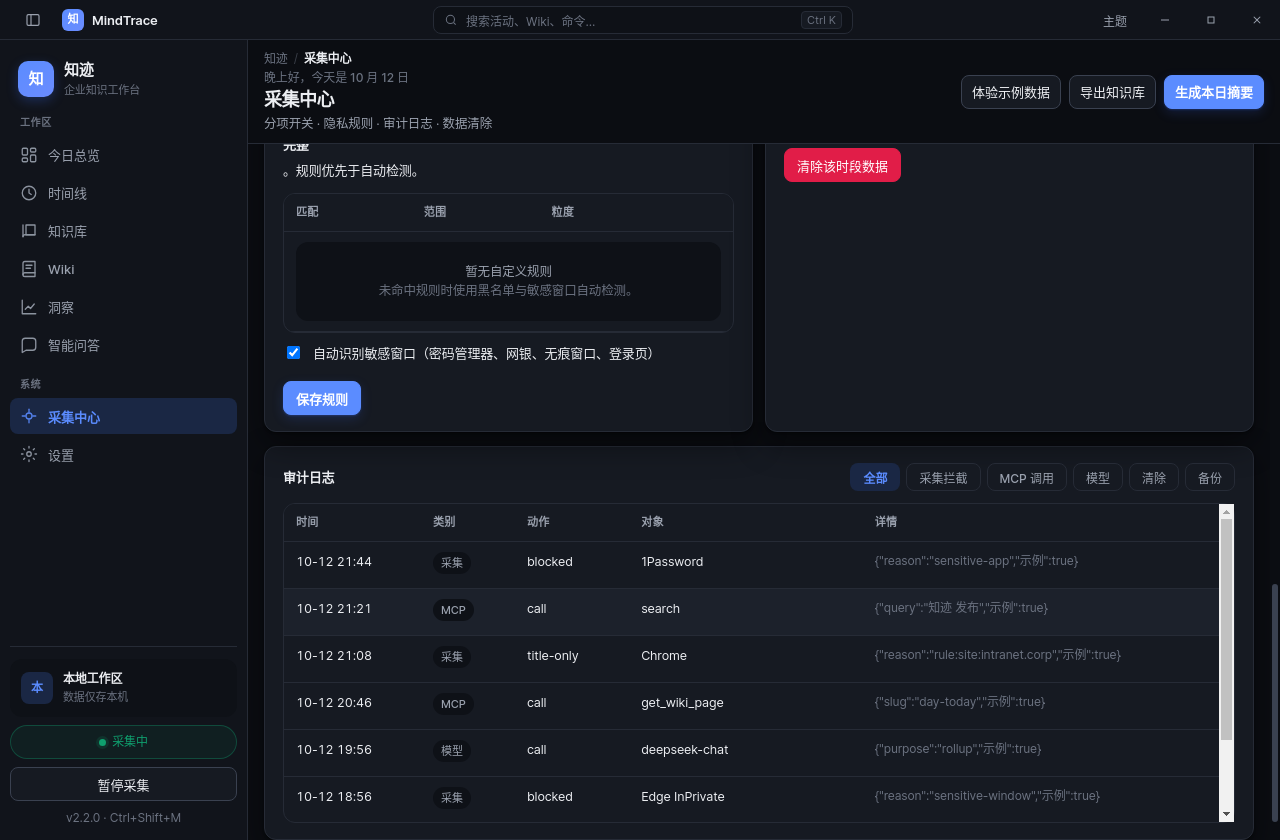 知 MindTrace
搜索活动、Wiki、命令...
Ctrl K
主题
知 知迹
企业知识工作台
工作区
今日总览
时间线
知识库
Wiki
洞察
智能问答
系统
采集中心
设置
本 本地工作区
数据仅存本机
采集中
暂停采集
v2.2.0 · Ctrl+Shift+M
知迹 / 采集中心
晚上好，今天是 10 月 12 日
采集中心
分项开关 · 隐私规则 · 审计日志 · 数据清除
体验示例数据 导出知识库 生成本日摘要
完整
。规则优先于自动检测。
匹配 范围 粒度
暂无自定义规则
未命中规则时使用黑名单与敏感窗口自动检测。
自动识别敏感窗口（密码管理器、网银、无痕窗口、登录页）
保存规则
清除该时段数据
审计日志
全部 采集拦截 MCP 调用 模型 清除 备份
时间 类别 动作 对象 详情
10-12 21:44 采集 blocked 1Password {"reason":"sensitive-app","示例":true}
10-12 21:21 MCP call search {"query":"知迹 发布","示例":true}
10-12 21:08 采集 title-only Chrome {"reason":"rule:site:intranet.corp","示例":true}
10-12 20:46 MCP call get_wiki_page {"slug":"day-today","示例":true}
10-12 19:56 模型 call deepseek-chat {"purpose":"rollup","示例":true}
10-12 18:56 采集 blocked Edge InPrivate {"reason":"sensitive-window","示例":true}